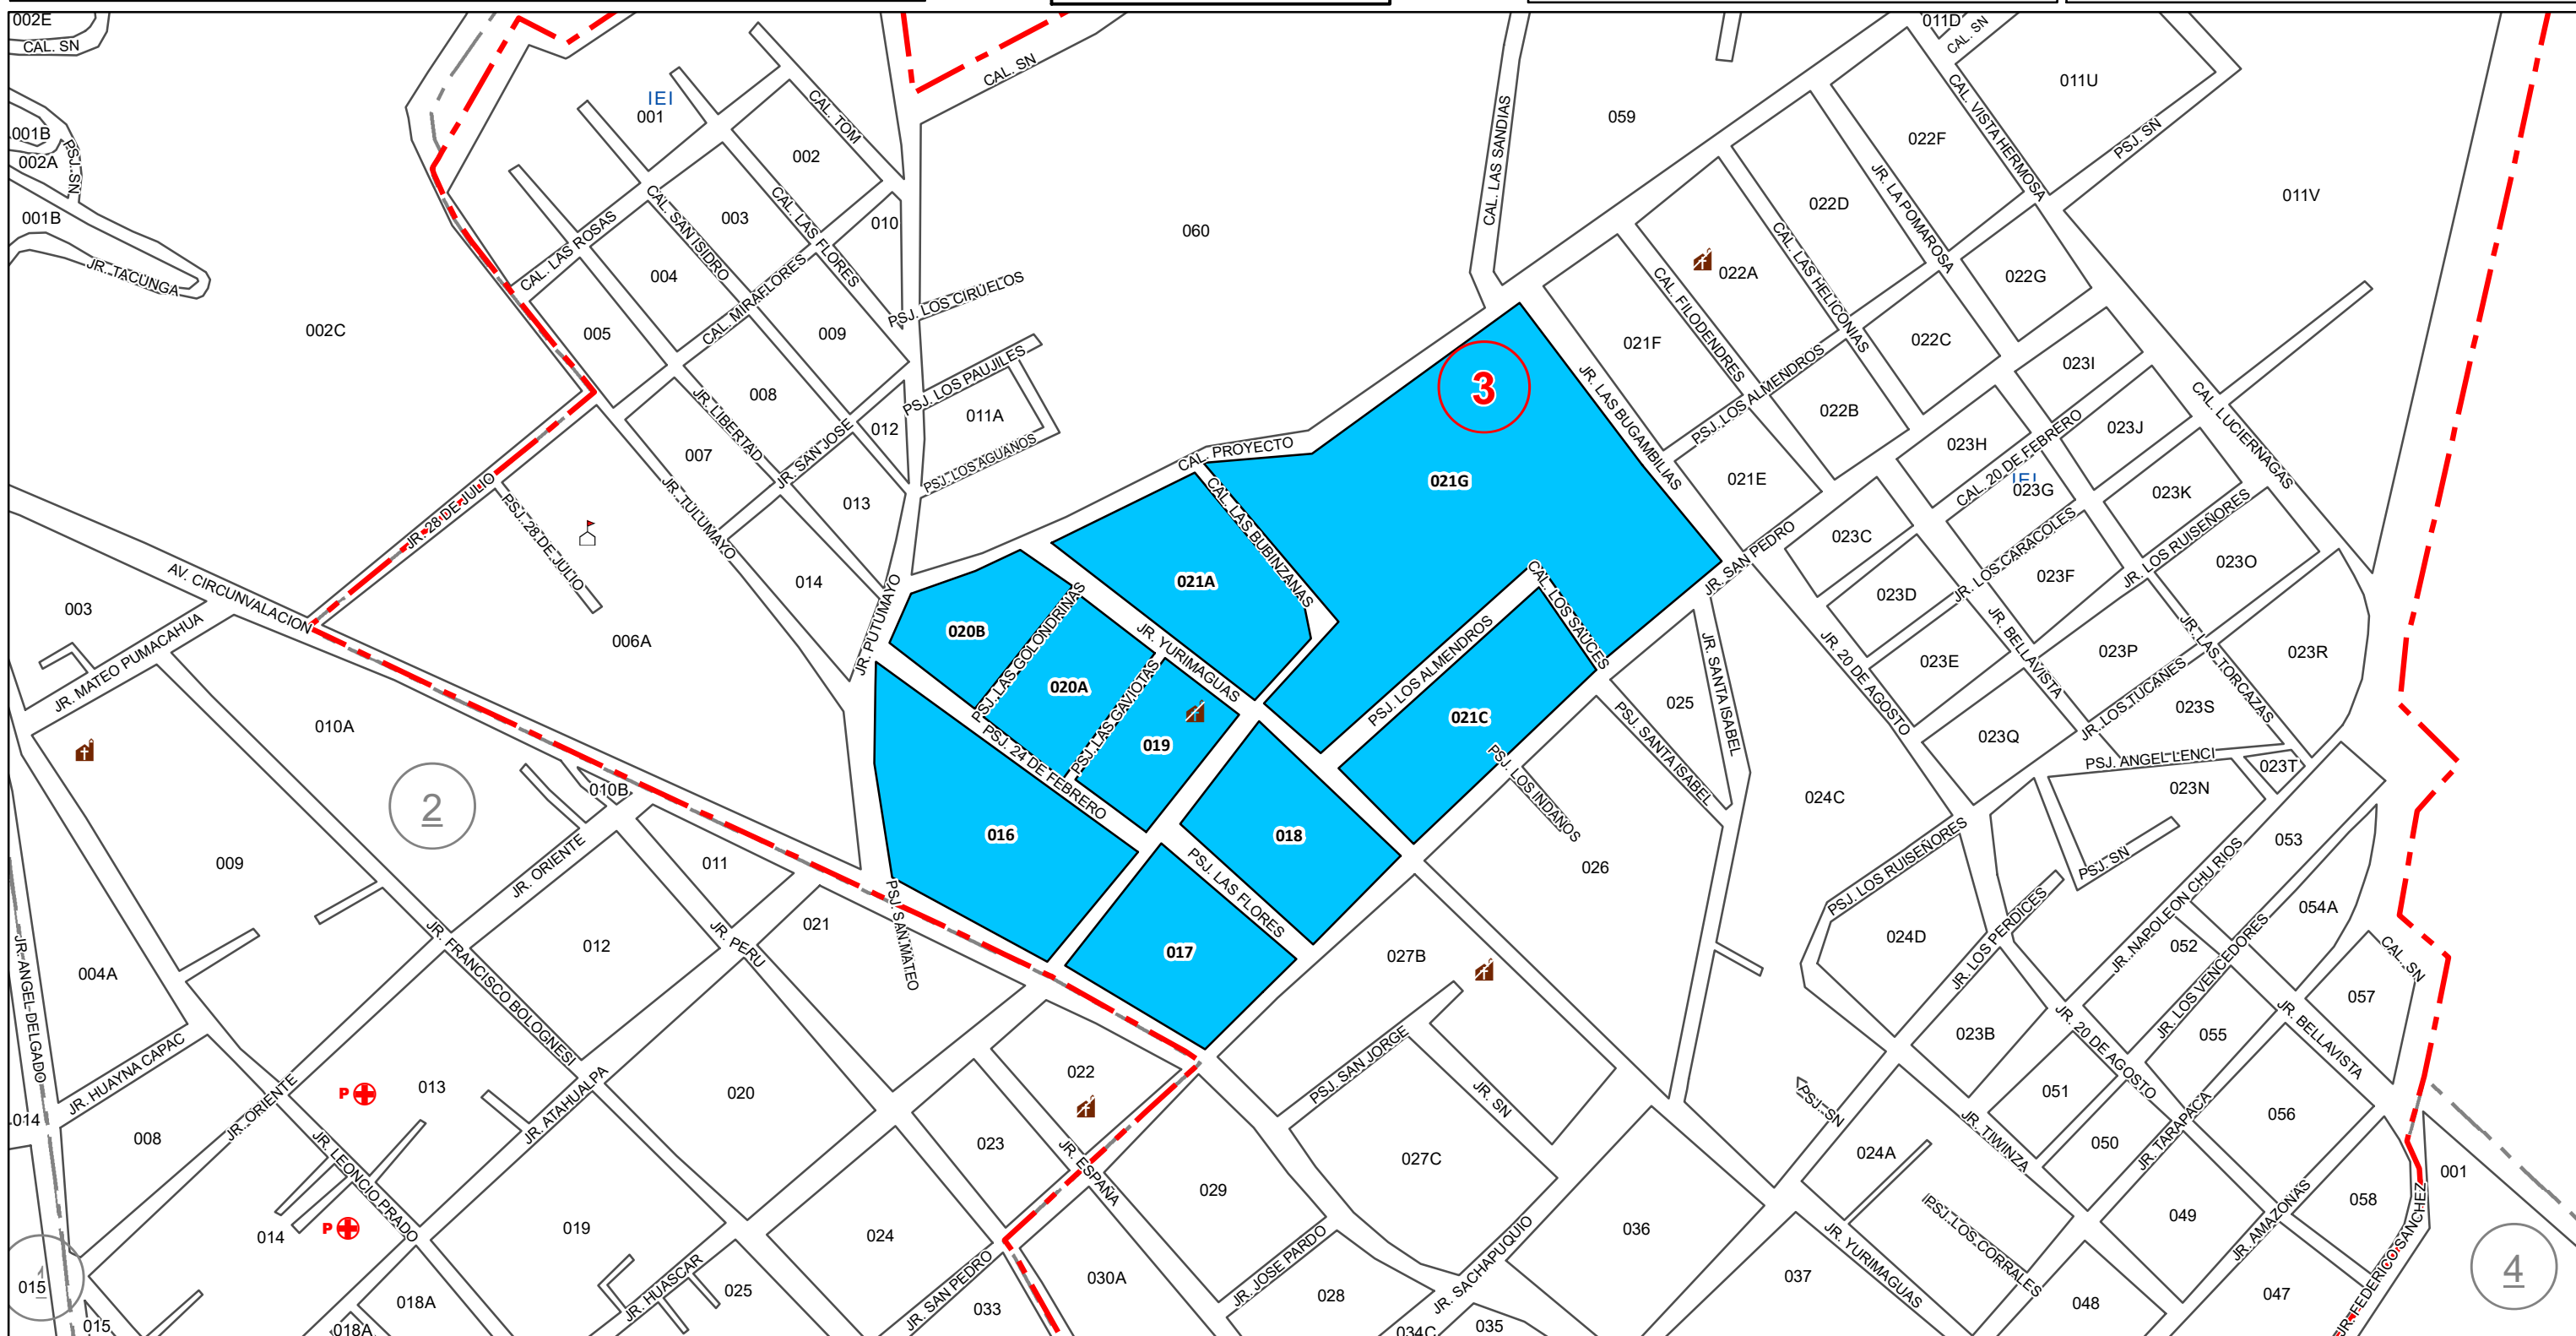 002E
CAL. SN
001B
002A
PSJ. SN
001B
JR. TACUNGA
002C
IEI
001
CAL. TOM
002
CAL. SN
CAL. LAS ROSAS
CAL. SAN ISIDRO
003
CAL. LAS FLORES
010
004
CAL. MIRAFLORES
005
009
PSJ. LOS CIRUELOS
060
CAL. LAS SANDIAS
059
008
JR. LIBERTAD
PSJ. LOS PAUJILES
011A
012
007
JR. SAN JOSE
PSJ. LOS AGUANOS
013
JR. TULUMAYO
014
JR. 28 DE JULIO
PSJ. 28 DE JULIO
006A
JR. PUTUMAYO
AV. CIRCUNVALACION
003
JR. MATEO PUMACAHUA
011D
CAL. SN
011U
CAL. VISTA HERMOSA
022F
PSJ. SN
011V
022D
JR. LA POMAROSA
022A
CAL. LAS HELICONIAS
022G
CAL. FILODENDRES
021F
022C
023I
PSJ. LOS ALMENDROS
022B
JR. LAS BUGAMBILIAS
021E
023H
CAL. 20 DE FEBRERO
023J
CAL. LUCIERNAGAS
IEI
023G
023K
023C
JR. LOS CARACOLES
JR. LOS RUISEÑORES
023O
023D
023F
JR. SAN PEDRO
JR. BELLAVISTA
JR. LAS TORCAZAS
023R
023E
023P
JR. LOS TUCANES
023S
JR. 20 DE AGOSTO
023Q
PSJ. ANGEL LENCI
023T
023N
3
CAL. PROYECTO
021G
CAL. LAS BUBINZANAS
021A
020B
PSJ. LAS GOLONDRINAS
JR. YURIMAGUAS
020A
PSJ. LAS GAVIOTAS
019
PSJ. 24 DE FEBRERO
CAL. LOS SAUCES
PSJ. LOS ALMENDROS
021C
016
018
PSJ. LAS FLORES
017
025
JR. SANTA ISABEL
PSJ. SANTA ISABEL
PSJ. LOS INDANOS
026
024C
PSJ. LOS RUISEÑORES
024D
JR. LOS PERDICES
PSJ. SN
JR. NAPOLEON CHU RIOS
053
054A
052
JR. LOS VENCEDORES
CAL. SN
057
023B
JR. 20 DE AGOSTO
055
JR. BELLAVISTA
051
056
PSJ. SN
JR. TIWINZA
050
JR. TARAPACA
024A
049
JR. AMAZONAS
058
001
PSJ. LOS CORRALES
JR. FEDERICO SANCHEZ
4
037
JR. YURIMAGUAS
048
047
010A
2
010B
009
JR. ORIENTE
011
012
JR. PERU
021
PSJ. SAN MATEO
004A
JR. ANGEL DELGADO
JR. FRANCISCO BOLOGNESI
JR. HUAYNA CAPAC
014
008
JR. ORIENTE
P
013
JR. ATAHUALPA
020
022
023
JR. ESPAÑA
JR. LEONCIO PRADO
P
014
019
024
JR. SAN PEDRO
029
030A
033
015
015
018A
018A
JR. HUASCAR
025
027B
PSJ. SAN JORGE
JR. SN
027C
JR. JOSE PARDO
028
JR. SACHAPUQUIO
036
034C
035